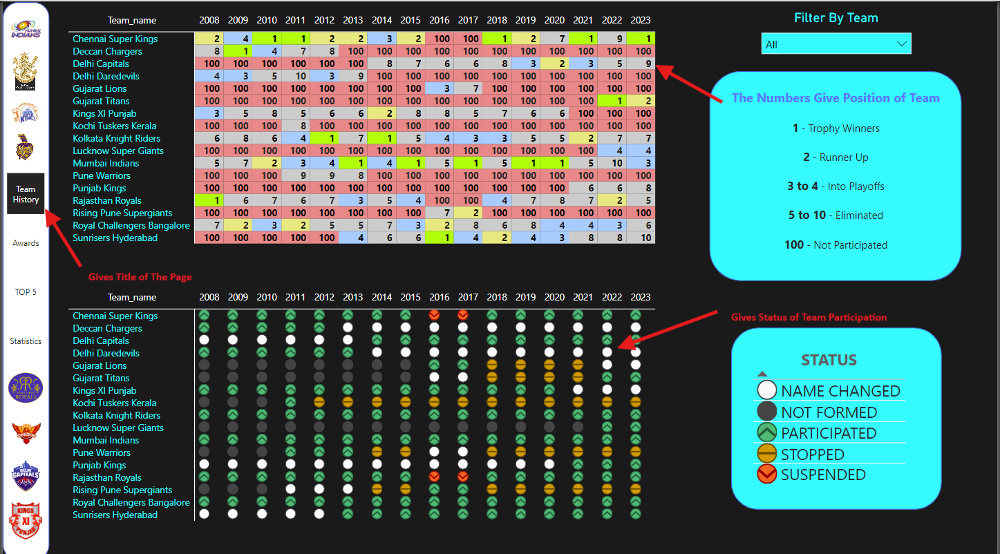 Team_name 2008 2009 2010 2011 2012 2013 2014 2015 2016 2017 2018 2019 2020 2021 2022 2023
Chennai Super Kings 2 4 1 1 2 2 3 2 100 100 1 2 7 1 9 1
Deccan Chargers 8 1 4 7 8 100 100 100 100 100 100 100 100 100 100 100
Delhi Capitals 100 100 100 100 100 100 8 7 6 6 8 3 2 3 5 9
Delhi Daredevils 4 3 5 10 3 9 100 100 100 100 100 100 100 100 100 100
Gujarat Lions 100 100 100 100 100 100 100 100 3 7 100 100 100 100 100 100
Gujarat Titans 100 100 100 100 100 100 100 100 100 100 100 100 100 100 1 2
Kings XI Punjab 3 5 8 5 6 6 2 8 8 5 7 6 6 100 100 100
Kochi Tuskers Kerala 100 100 100 8 100 100 100 100 100 100 100 100 100 100 100 100
Kolkata Knight Riders 6 8 6 4 1 7 1 5 4 3 3 5 5 2 7 7
Lucknow Super Giants 100 100 100 100 100 100 100 100 100 100 100 100 100 100 4 4
Mumbai Indians 5 7 2 3 4 1 4 1 5 1 5 1 1 5 10 3
Pune Warriors 100 100 100 9 9 8 100 100 100 100 100 100 100 100 100 100
Punjab Kings 100 100 100 100 100 100 100 100 100 100 100 100 100 6 6 8
Rajasthan Royals 1 6 7 6 7 3 5 4 100 100 4 7 8 7 2 5
Rising Pune Supergiants 100 100 100 100 100 100 100 100 7 2 100 100 100 100 100 100
Royal Challengers Bangalore 7 2 3 2 5 5 7 3 2 8 6 8 4 4 3 6
Sunrisers Hyderabad 100 100 100 100 100 4 6 6 1 4 2 4 3 8 8 10
Filter By Team
All
The Numbers Give Position of Team
1 - Trophy Winners
2 - Runner Up
3 to 4 - Into Playoffs
5 to 10 - Eliminated
100 - Not Participated
MUMBAI
INDIANS
Team
History
Awards
TOP 5
Statistics
RAJASTHAN
ROYALS
DELHI
CAPITALS
KINGS
XI
PUNJAB
Gives Title of The Page
Team_name 2008 2009 2010 2011 2012 2013 2014 2015 2016 2017 2018 2019 2020 2021 2022 2023
Chennai Super Kings
Deccan Chargers
Delhi Capitals
Delhi Daredevils
Gujarat Lions
Gujarat Titans
Kings XI Punjab
Kochi Tuskers Kerala
Kolkata Knight Riders
Lucknow Super Giants
Mumbai Indians
Pune Warriors
Punjab Kings
Rajasthan Royals
Rising Pune Supergiants
Royal Challengers Bangalore
Sunrisers Hyderabad
Gives Status of Team Participation
STATUS
NAME CHANGED
NOT FORMED
PARTICIPATED
STOPPED
SUSPENDED